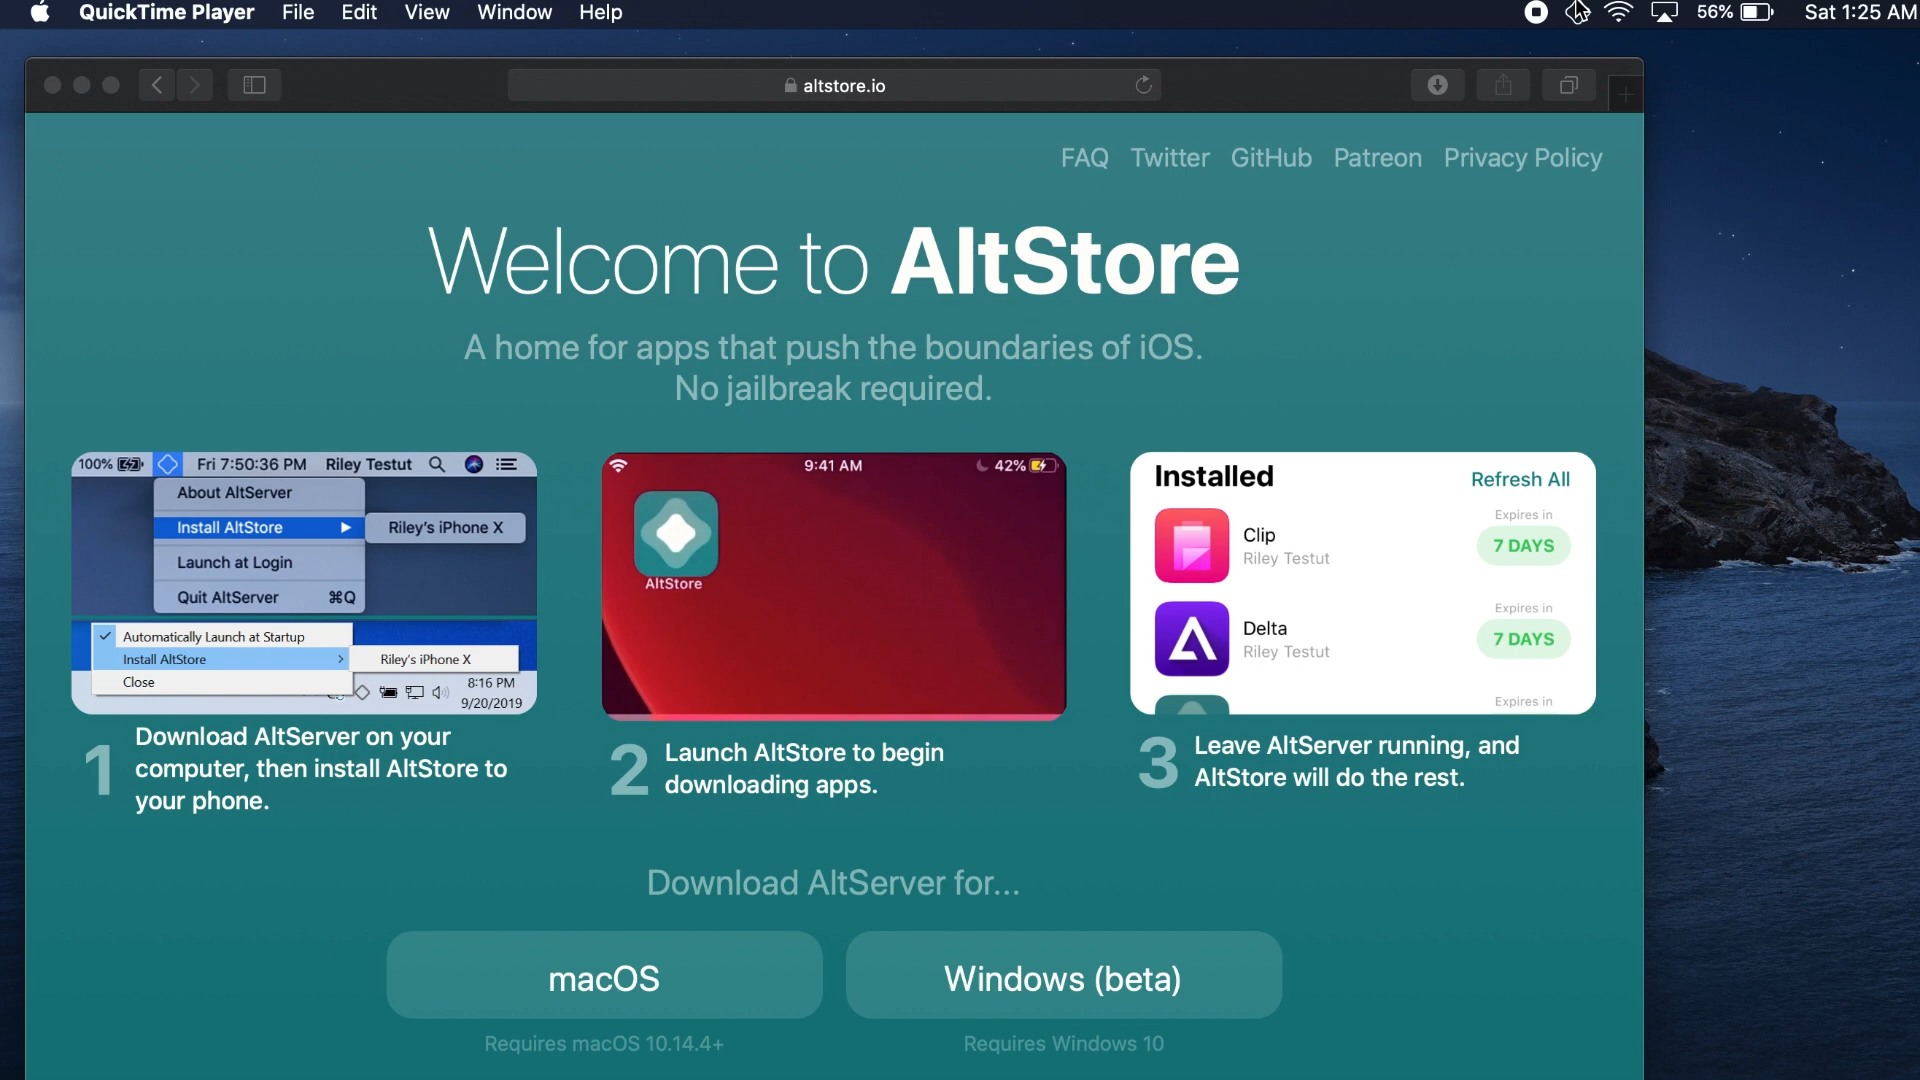 QuickTime Player File Edit View Window Help 56% Sat 1:25 AM
altstore.io
FAQ Twitter GitHub Patreon Privacy Policy
Welcome to AltStore
A home for apps that push the boundaries of iOS.
No jailbreak required.
100% Fri 7:50:36 PM Riley Testut
About AltServer
Install AltStore Riley's iPhone X
Launch at Login
Quit AltServer ⌘Q
Automatically Launch at Startup
Install AltStore Riley's iPhone X
Close
8:16 PM
9/20/2019
9:41 AM 42%
AltStore
Installed Refresh All
Expires in
Clip
7 DAYS
Riley Testut
Expires in
Delta
7 DAYS
Riley Testut
Expires in
1 Download AltServer on your
computer, then install AltStore to
your phone.
2 Launch AltStore to begin
downloading apps.
3 Leave AltServer running, and
AltStore will do the rest.
Download AltServer for...
macOS Windows (beta)
Requires macOS 10.14.4+ Requires Windows 10